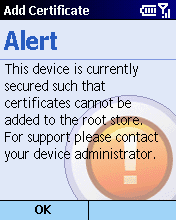 Add Certificate
Alert
This device is currently
secured such that
certificates cannot be
added to the root store.
For support please contact
your device administrator.
OK